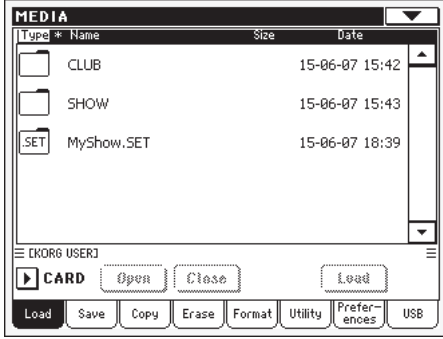 MEDIA
Type * Name Size Date
CLUB 15-06-07 15:42
SHOW 15-06-07 15:43
.SET MyShow.SET 15-06-07 18:39
[KORG USER]
CARD Open Close Load
Load Save Copy Erase Format Utility Prefer-
ences USB